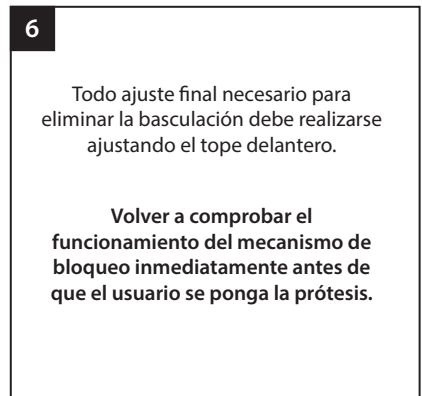 6
Todo ajuste final necesario para
eliminar la basculación debe realizarse
ajustando el tope delantero.
Volver a comprobar el
funcionamiento del mecanismo de
bloqueo inmediatamente antes de
que el usuario se ponga la prótesis.